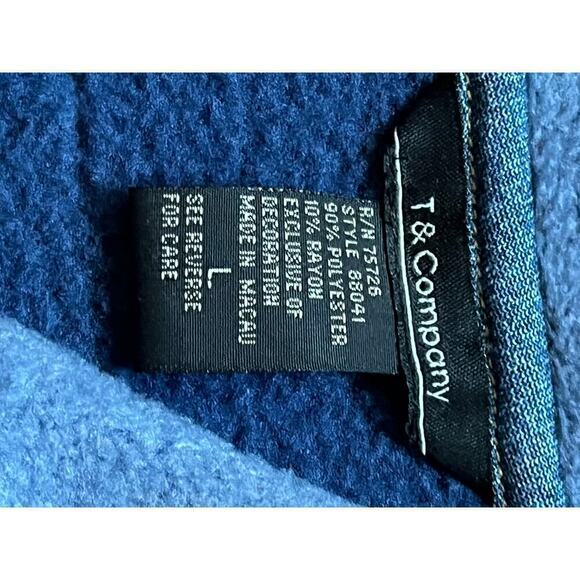 T & Company
R/N 75726
STYLE 88041
90% POLYESTER
10% RAYON
EXCLUSIVE OF
DECORATION
MADE IN MACAU
L
SEE REVERSE
FOR CARE